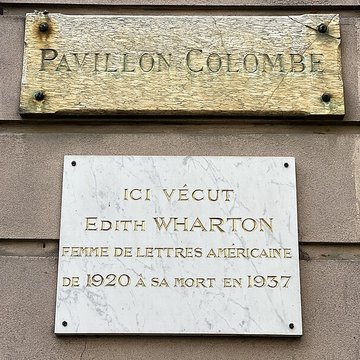 PAVILLON COLOMBE
ICI VÉCUT
EDITH WHARTON
FEMME DE LETTRES AMÉRICAINE
DE 1920 À SA MORT EN 1937